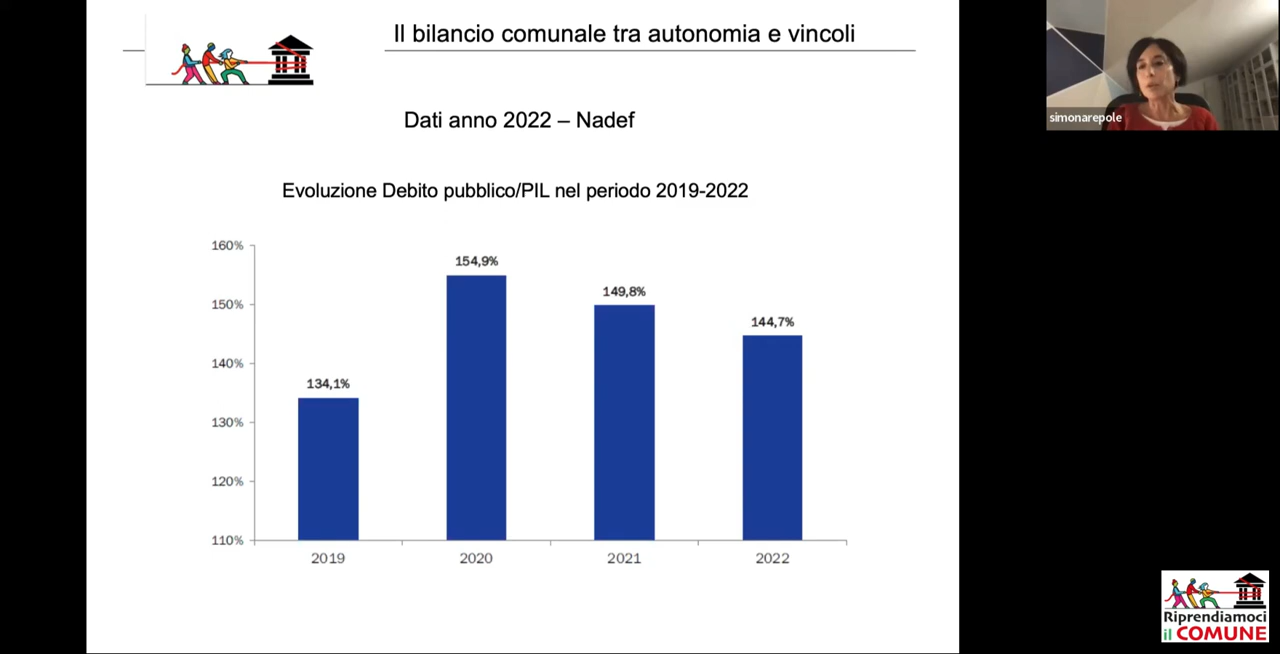 Il bilancio comunale tra autonomia e vincoli
simonarepole
Dati anno 2022 – Nadef
Evoluzione Debito pubblico/PIL nel periodo 2019-2022
160%
150%
140%
130%
120%
110%
134,1%
154,9%
149,8%
144,7%
2019
2020
2021
2022
Riprendiamoci
il COMUNE